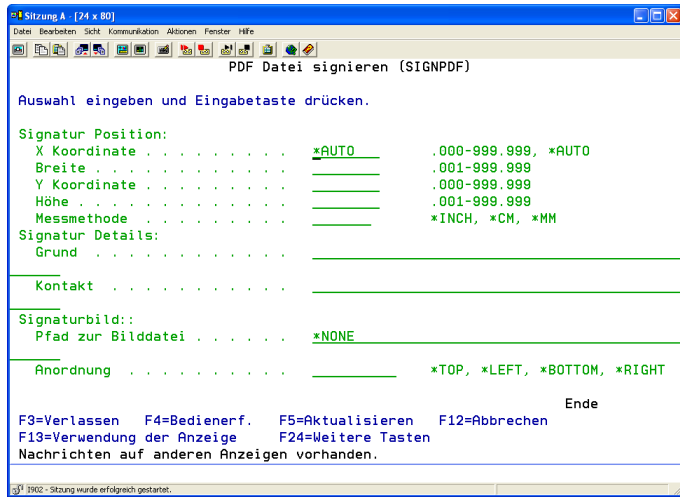 Sitzung A - [24 x 80]
Datei Bearbeiten Sicht Kommunikation Aktionen Fenster Hilfe
PDF Datei signieren (SIGNPDF)
Auswahl eingeben und Eingabetaste drücken.
Signatur Position:
X Koordinate . . . . . . . . . *AUTO .000-999.999, *AUTO
Breite . . . . . . . . . . . . .001-999.999
Y Koordinate . . . . . . . . . .000-999.999
Höhe . . . . . . . . . . . . . .001-999.999
Messmethode . . . . . . . . . *INCH, *CM, *MM
Signatur Details:
Grund . . . . . . . . . . . .
Kontakt . . . . . . . . . . .
Signaturbild::
Pfad zur Bilddatei . . . . . . *NONE
Anordnung . . . . . . . . . . *TOP, *LEFT, *BOTTOM, *RIGHT
Ende
F3=Verlassen F4=Bedienerf. F5=Aktualisieren F12=Abbrechen
F13=Verwendung der Anzeige F24=Weitere Tasten
Nachrichten auf anderen Anzeigen vorhanden.
I902 - Sitzung wurde erfolgreich gestartet.